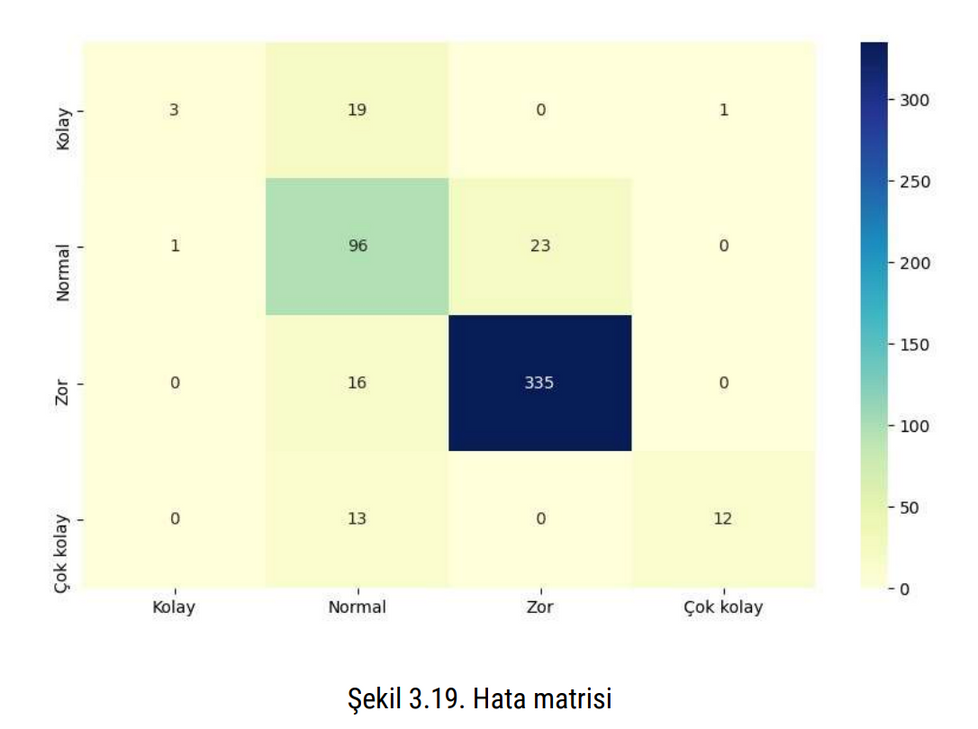 Kolay 3 19 0 1 300
250
Normal 1 96 23 0
200
Zor 0 16 335 0 150
100
Çok kolay 0 13 0 12 50
0
Kolay Normal Zor Çok kolay
Şekil 3.19. Hata matrisi